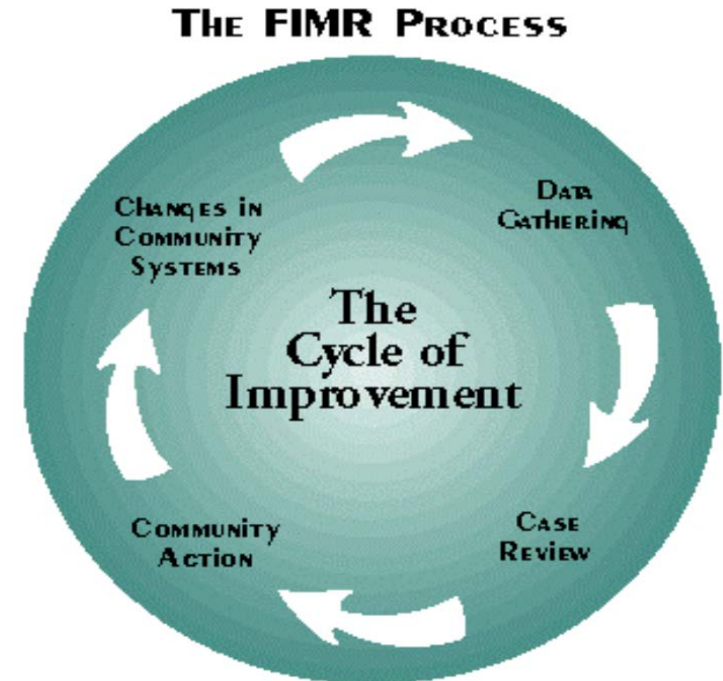 The FIMR Process
Data
Gathering
Changes in
Community
Systems
The
Cycle of
Improvement
Case
Review
Community
Action